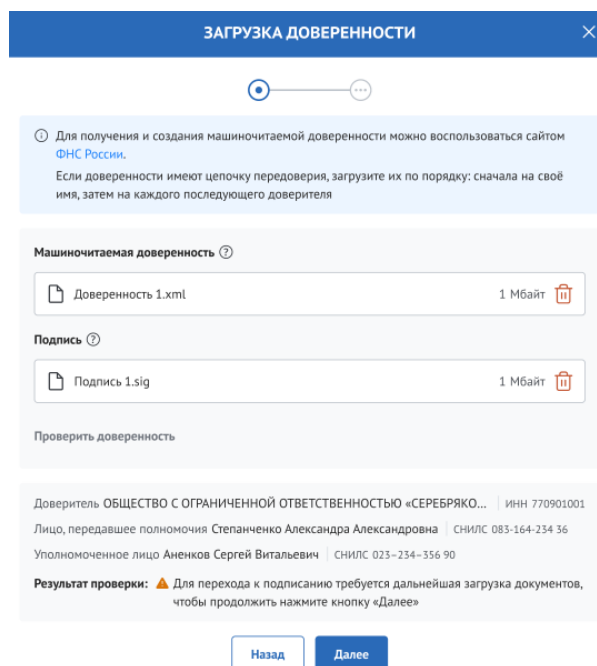 ЗАГРУЗКА ДОВЕРЕННОСТИ
Для получения и создания машиночитаемой доверенности можно воспользоваться сайтом
ФНС России.
Если доверенности имеют цепочку передоверия, загрузите их по порядку: сначала на своё
имя, затем на каждого последующего доверителя
Машиночитаемая доверенность
Доверенность 1.xml 1 Мбайт
Подпись
Подпись 1.sig 1 Мбайт
Проверить доверенность
Доверитель ОБЩЕСТВО С ОГРАНИЧЕННОЙ ОТВЕТСТВЕННОСТЬЮ «СЕРЕБРЯКО... ИНН 770901001
Лицо, передавшее полномочия Степанченко Александра Александровна СНИЛС 083-164-234 36
Уполномоченное лицо Аненков Сергей Витальевич СНИЛС 023–234–356 90
Результат проверки: Для перехода к подписанию требуется дальнейшая загрузка документов,
чтобы продолжить нажмите кнопку «Далее»
Назад Далее